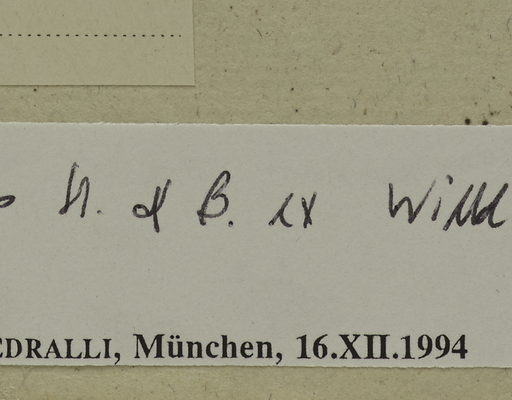 H. & B. ex Willd
EDRALLI, München, 16.XII.1994